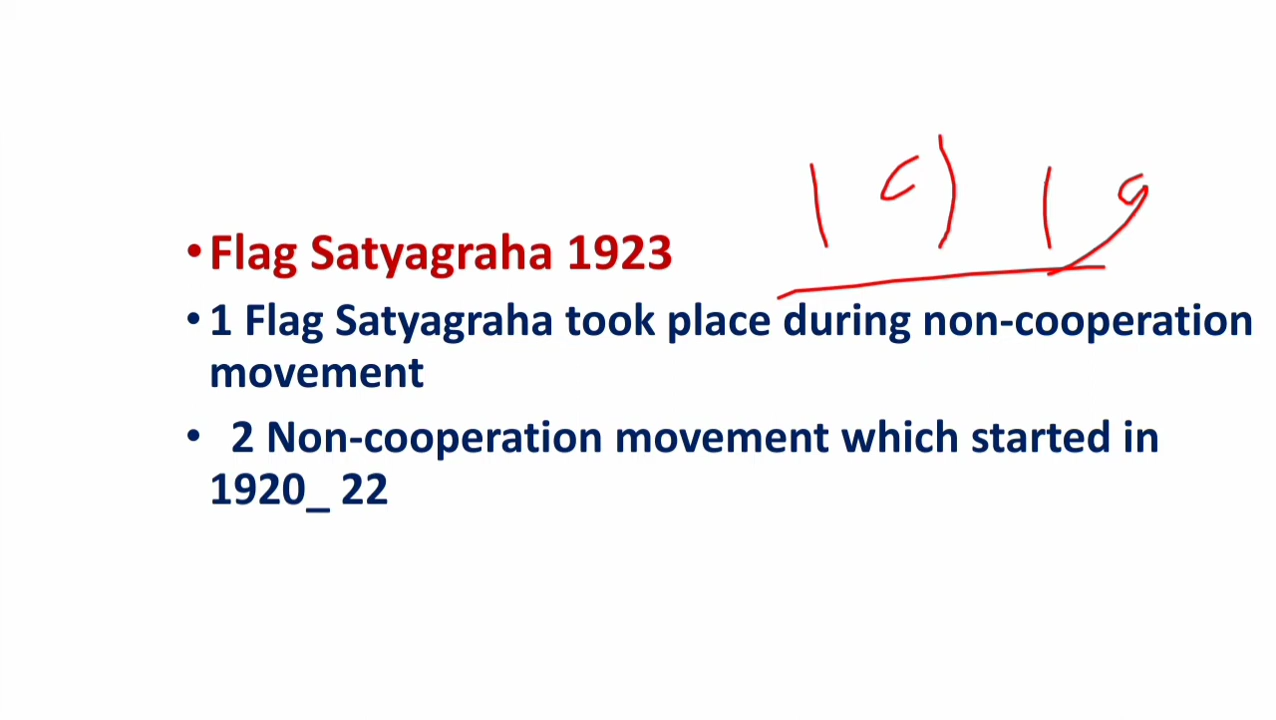 1919
•Flag Satyagraha 1923
•1 Flag Satyagraha took place during non-cooperation
movement
• 2 Non-cooperation movement which started in
1920_ 22